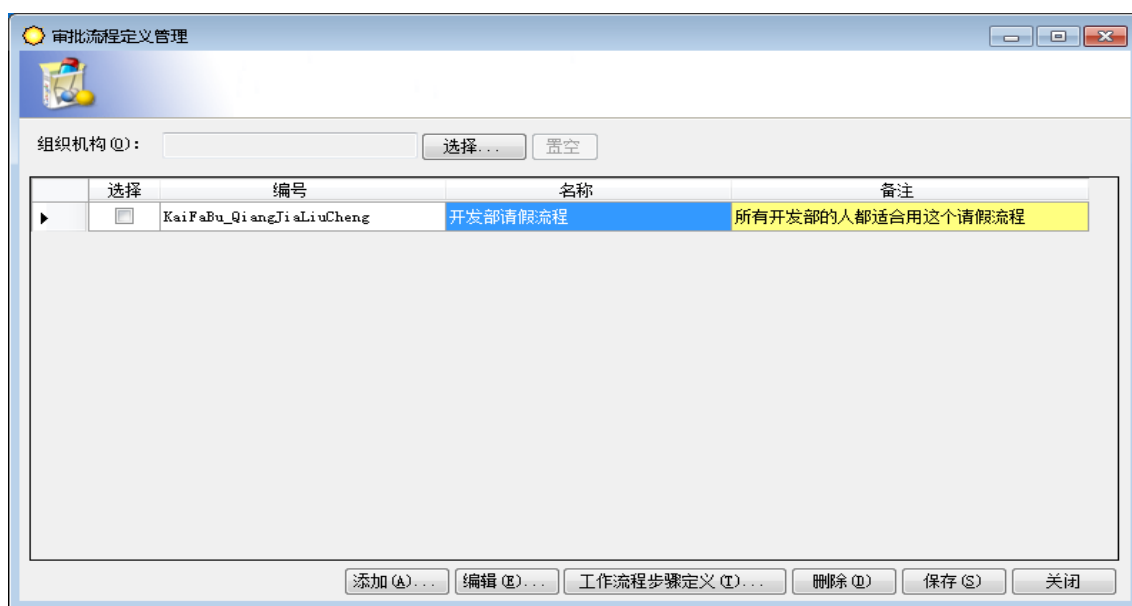 审批流程定义管理
组织机构(O): 选择... 置空
选择 编号 名称 备注
KaiFaBu_QiangJiaLiuCheng 开发部请假流程 所有开发部的人都适合用这个请假流程
添加(A)... 编辑(E)... 工作流程步骤定义(T)... 删除(D) 保存(S) 关闭